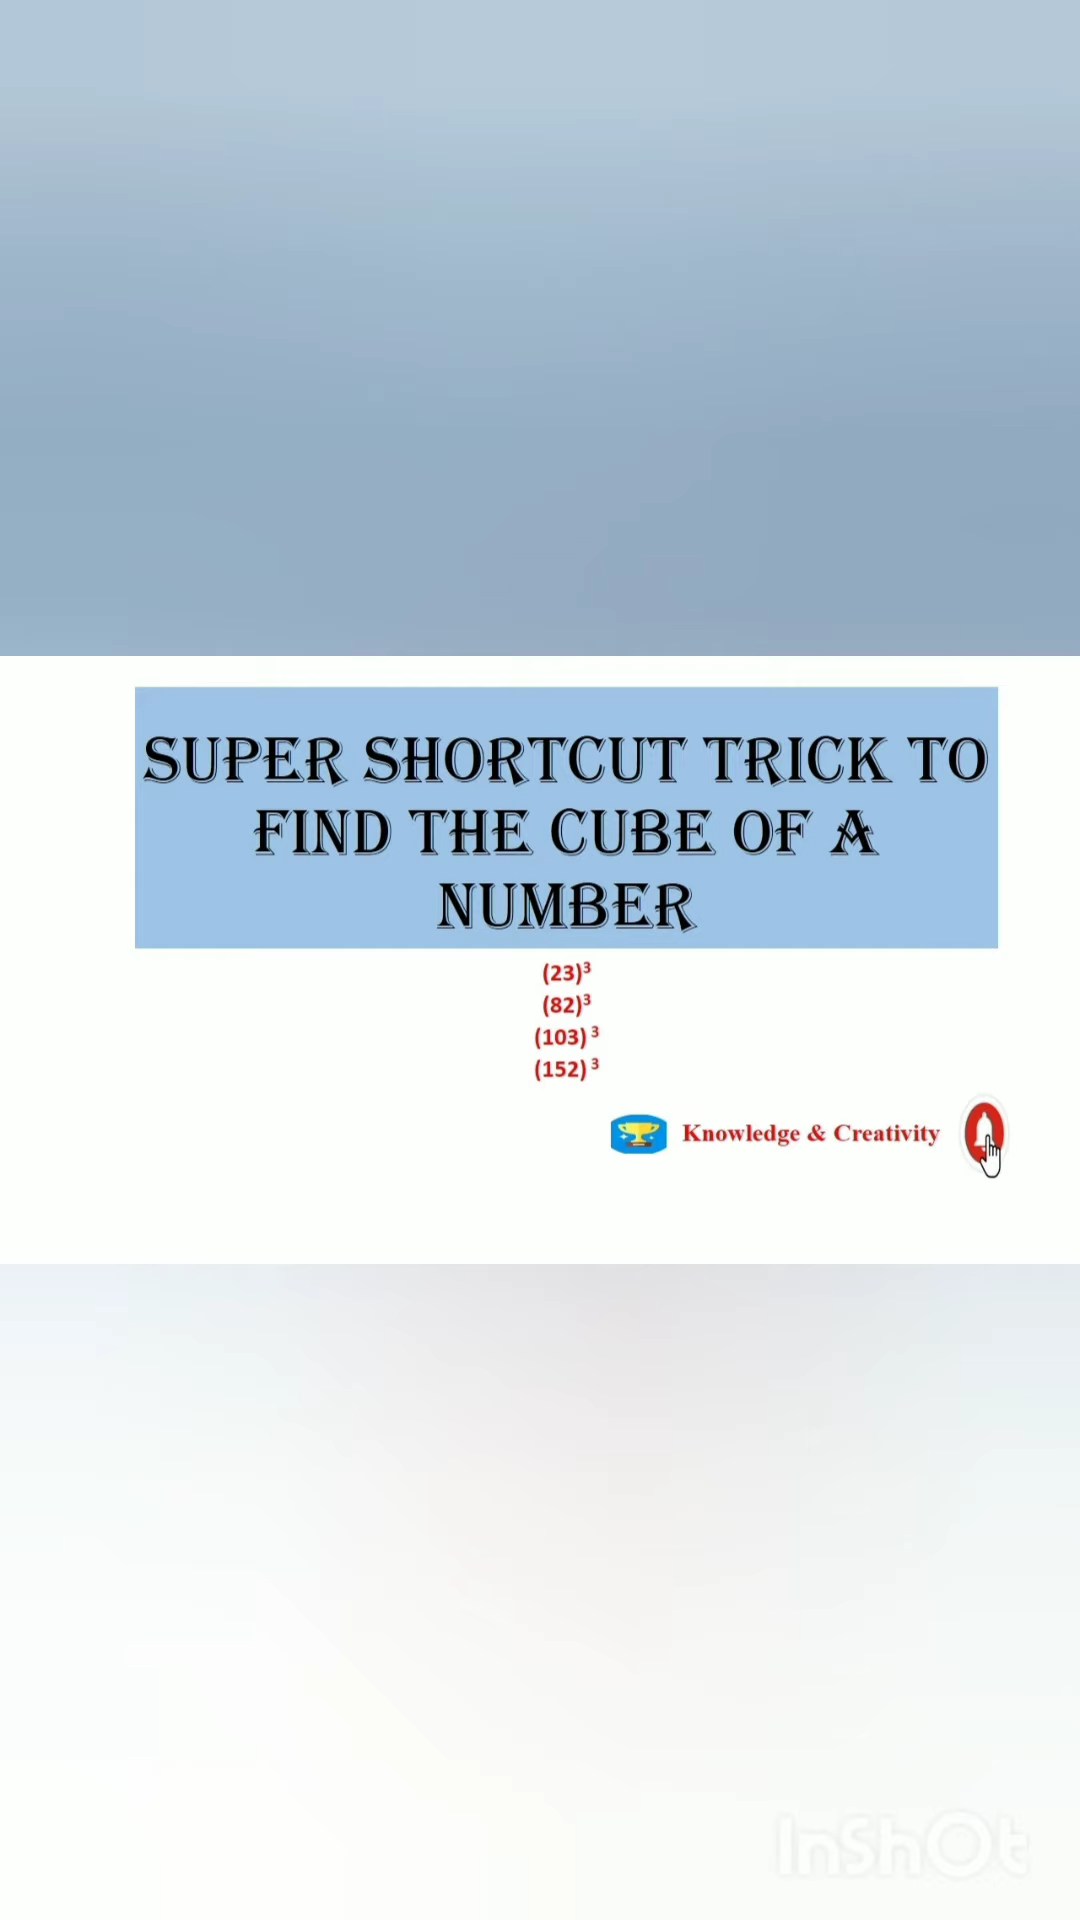 SUPER SHORTCUT TRICK TO
FIND THE CUBE OF A
NUMBER
(23)³
(82)³
(103) ³
(152) ³
Knowledge & Creativity
InShOt